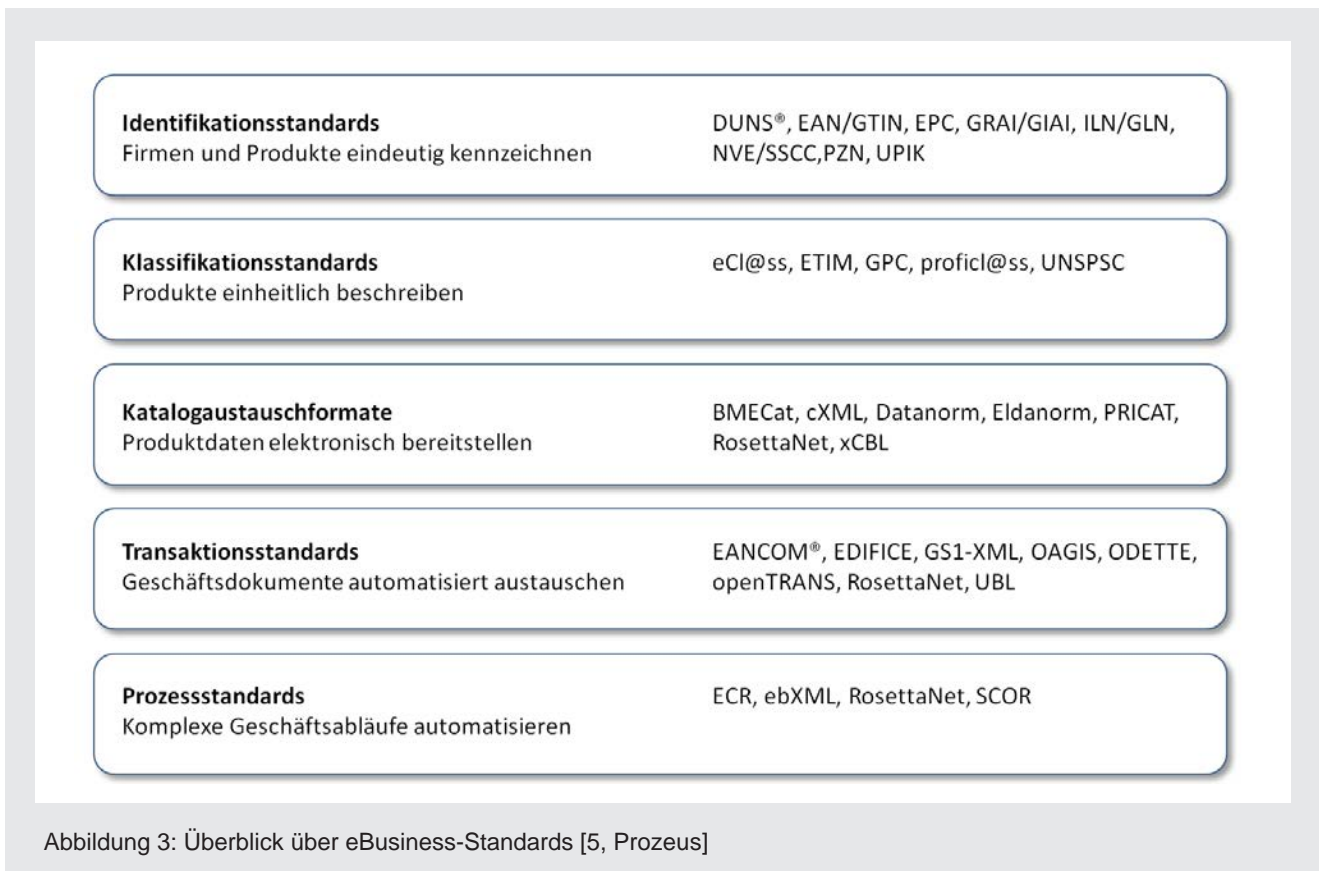 Identifikationsstandards
Firmen und Produkte eindeutig kennzeichnen
DUNS®, EAN/GTIN, EPC, GRAI/GIAI, ILN/GLN,
NVE/SSCC,PZN, UPIK
Klassifikationsstandards
Produkte einheitlich beschreiben
eCl@ss, ETIM, GPC, proficl@ss, UNSPSC
Katalogaustauschformate
Produktdaten elektronisch bereitstellen
BMECat, cXML, Datanorm, Eldanorm, PRICAT,
RosettaNet, xCBL
Transaktionsstandards
Geschäftsdokumente automatisiert austauschen
EANCOM®, EDIFICE, GS1-XML, OAGIS, ODETTE,
openTRANS, RosettaNet, UBL
Prozessstandards
Komplexe Geschäftsabläufe automatisieren
ECR, ebXML, RosettaNet, SCOR
Abbildung 3: Überblick über eBusiness-Standards [5, Prozeus]